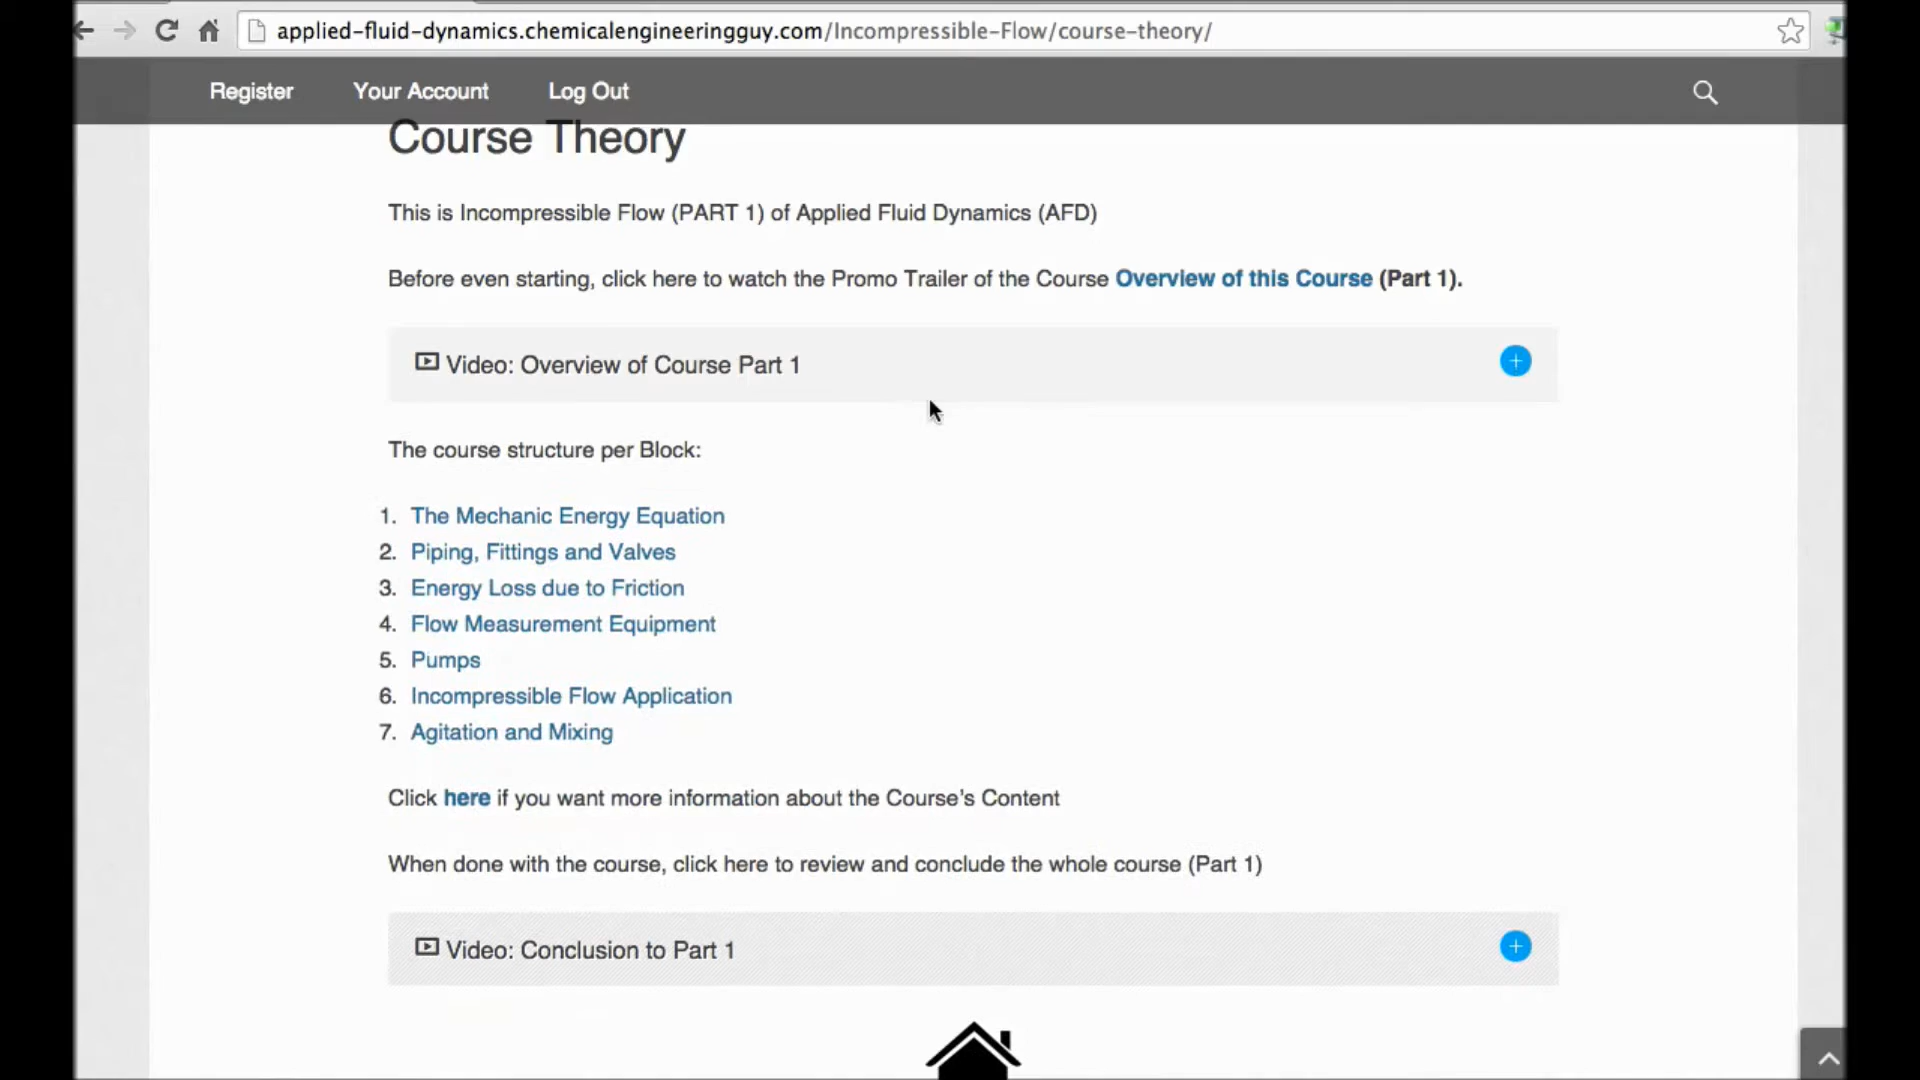 applied-fluid-dynamics.chemicalengineeringguy.com/Incompressible-Flow/course-theory/
Register Your Account Log Out
Course Theory
This is Incompressible Flow (PART 1) of Applied Fluid Dynamics (AFD)
Before even starting, click here to watch the Promo Trailer of the Course Overview of this Course (Part 1).
Video: Overview of Course Part 1
The course structure per Block:
1. The Mechanic Energy Equation
2. Piping, Fittings and Valves
3. Energy Loss due to Friction
4. Flow Measurement Equipment
5. Pumps
6. Incompressible Flow Application
7. Agitation and Mixing
Click here if you want more information about the Course's Content
When done with the course, click here to review and conclude the whole course (Part 1)
Video: Conclusion to Part 1